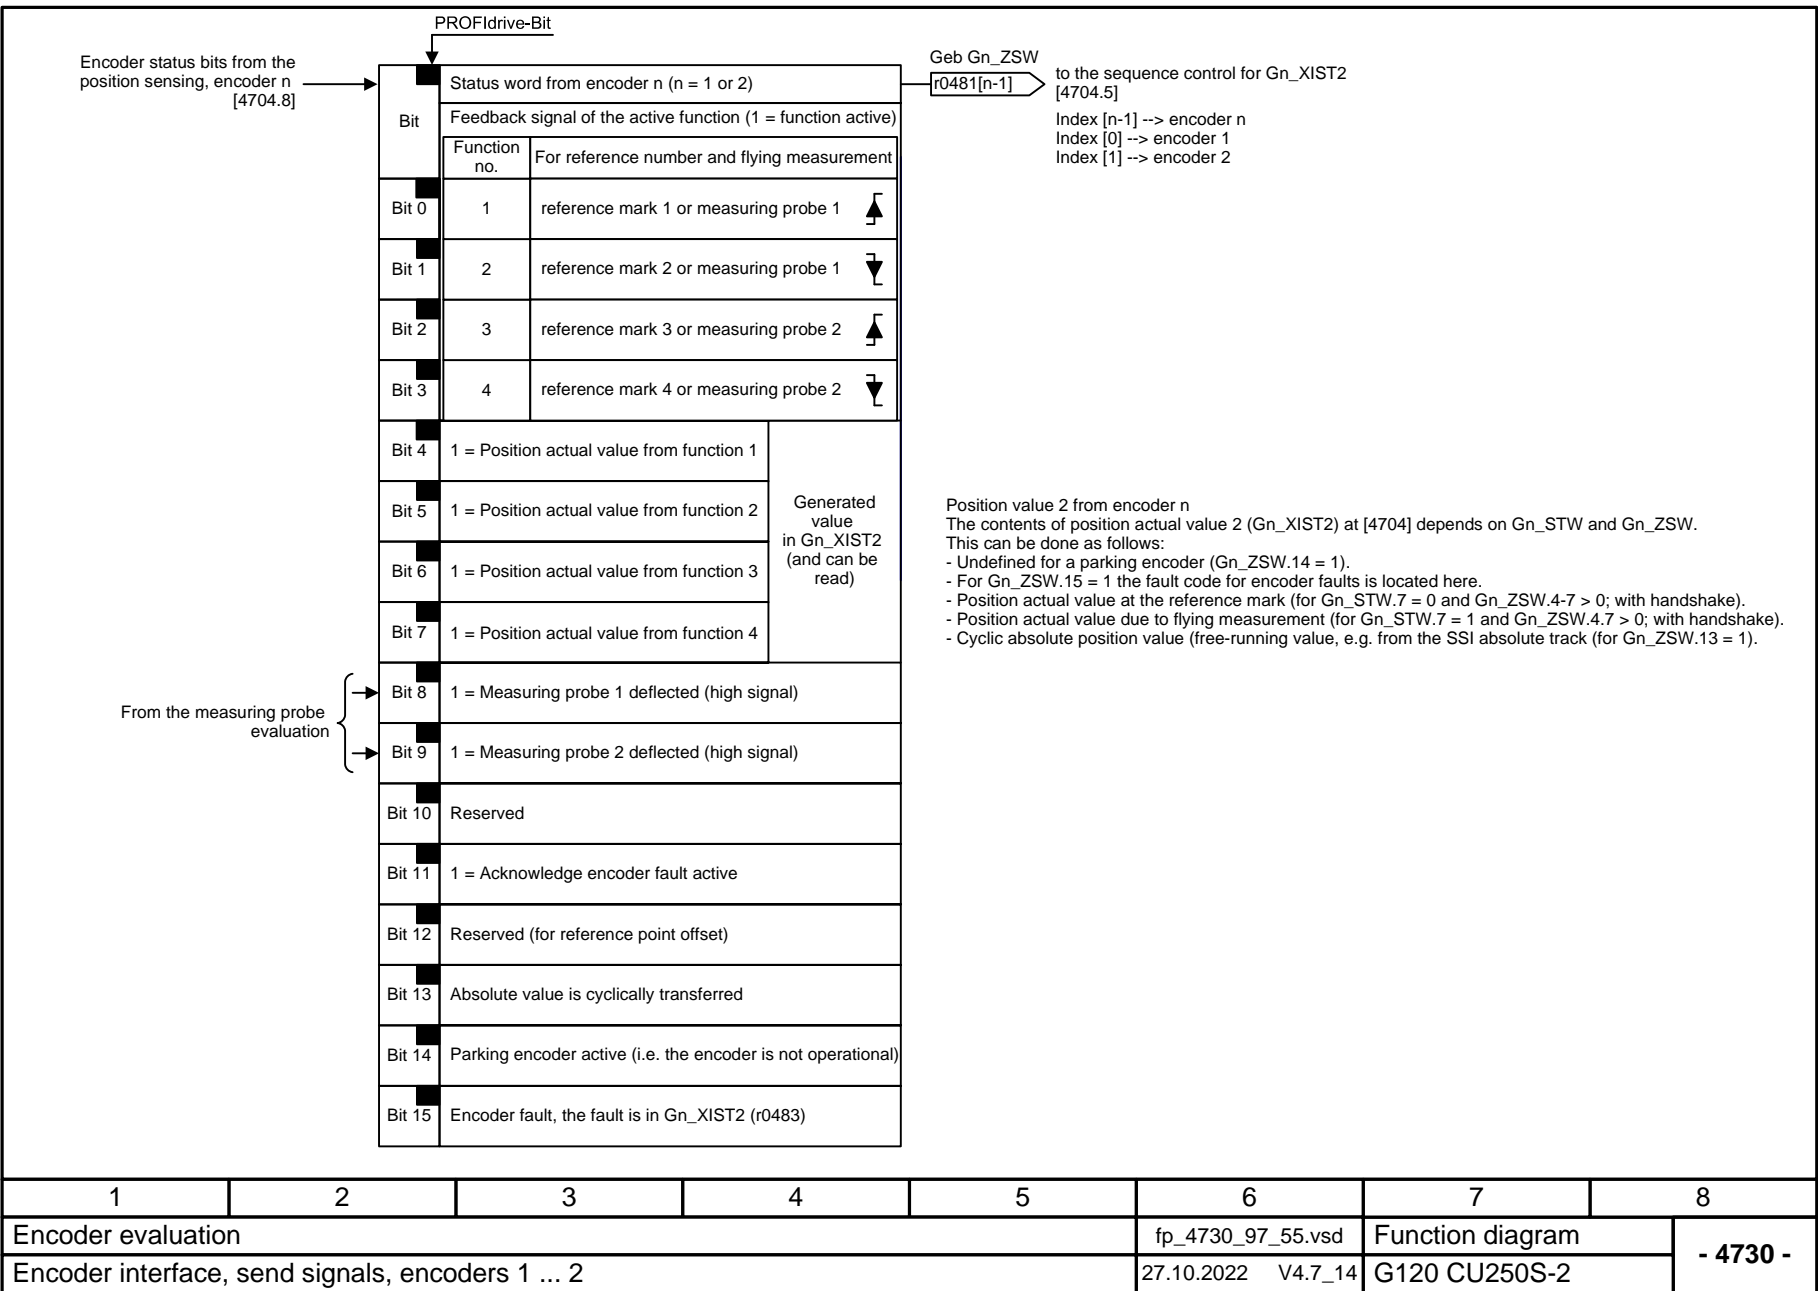 PROFIdrive-Bit
Encoder status bits from the
position sensing, encoder n
[4704.8]
Bit
Status word from encoder n (n = 1 or 2)
Feedback signal of the active function (1 = function active)
Function
no.
For reference number and flying measurement
Geb Gn_ZSW
r0481[n-1]
to the sequence control for Gn_XIST2
[4704.5]
Index [n-1] --> encoder n
Index [0] --> encoder 1
Index [1] --> encoder 2
Bit 0 1 reference mark 1 or measuring probe 1
Bit 1 2 reference mark 2 or measuring probe 1
Bit 2 3 reference mark 3 or measuring probe 2
Bit 3 4 reference mark 4 or measuring probe 2
Bit 4 1 = Position actual value from function 1
Bit 5 1 = Position actual value from function 2
Bit 6 1 = Position actual value from function 3
Bit 7 1 = Position actual value from function 4
Generated
value
in Gn_XIST2
(and can be
read)
Position value 2 from encoder n
The contents of position actual value 2 (Gn_XIST2) at [4704] depends on Gn_STW and Gn_ZSW.
This can be done as follows:
- Undefined for a parking encoder (Gn_ZSW.14 = 1).
- For Gn_ZSW.15 = 1 the fault code for encoder faults is located here.
- Position actual value at the reference mark (for Gn_STW.7 = 0 and Gn_ZSW.4-7 > 0; with handshake).
- Position actual value due to flying measurement (for Gn_STW.7 = 1 and Gn_ZSW.4.7 > 0; with handshake).
- Cyclic absolute position value (free-running value, e.g. from the SSI absolute track (for Gn_ZSW.13 = 1).
From the measuring probe
evaluation
Bit 8 1 = Measuring probe 1 deflected (high signal)
Bit 9 1 = Measuring probe 2 deflected (high signal)
Bit 10 Reserved
Bit 11 1 = Acknowledge encoder fault active
Bit 12 Reserved (for reference point offset)
Bit 13 Absolute value is cyclically transferred
Bit 14 Parking encoder active (i.e. the encoder is not operational)
Bit 15 Encoder fault, the fault is in Gn_XIST2 (r0483)
1 2 3 4 5 6 7 8
Encoder evaluation fp_4730_97_55.vsd Function diagram
- 4730 -
Encoder interface, send signals, encoders 1 ... 2 27.10.2022 V4.7_14 G120 CU250S-2